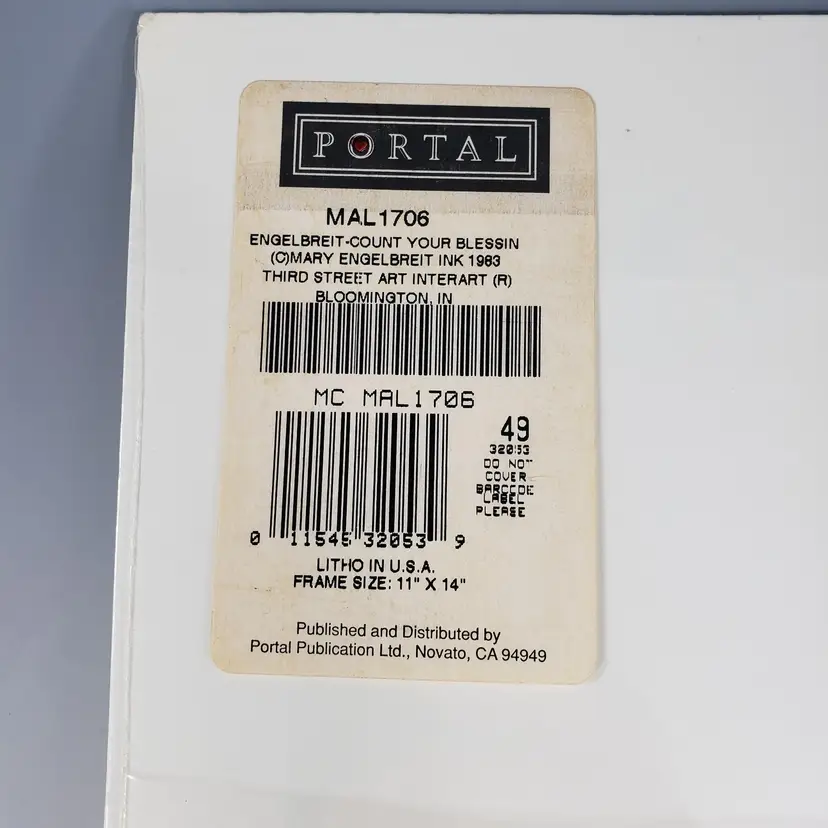 PORTAL
MAL1706
ENGELBREIT-COUNT YOUR BLESSIN
(C)MARY ENGELBREIT INK 1983
THIRD STREET ART INTERART (R)
BLOOMINGTON, IN
MC MAL1706
49
32053
DO NOT
COVER
BARCODE
LABEL
PLEASE
0 11545 32053 9
LITHO IN U.S.A.
FRAME SIZE: 11" X 14"
Published and Distributed by
Portal Publication Ltd., Novato, CA 94949